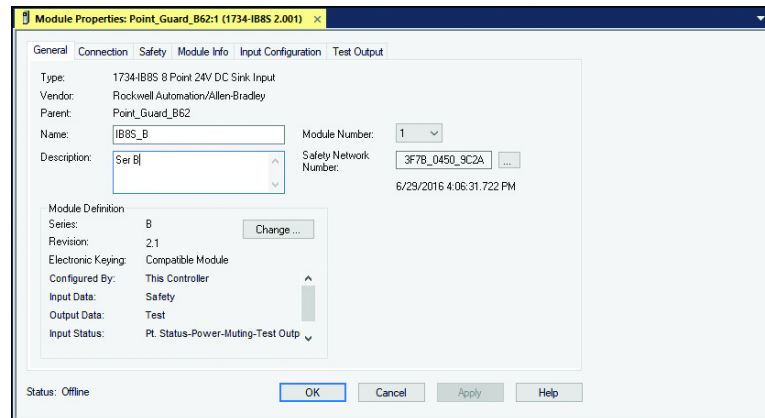 Module Properties: Point_Guard_B62:1 (1734-IB8S 2.001) ×
General Connection Safety Module Info Input Configuration Test Output
Type: 1734-IB8S 8 Point 24V DC Sink Input
Vendor: Rockwell Automation/Allen-Bradley
Parent: Point_Guard_B62
Name: IB8S_B Module Number: 1
Description: Ser B Safety Network Number: 3F7B_0450_9C2A ...
6/29/2016 4:06:31.722 PM
Module Definition
Series: B Change ...
Revision: 2.1
Electronic Keying: Compatible Module
Configured By: This Controller
Input Data: Safety
Output Data: Test
Input Status: Pt. Status-Power-Muting-Test Outp
Status: Offline OK Cancel Apply Help